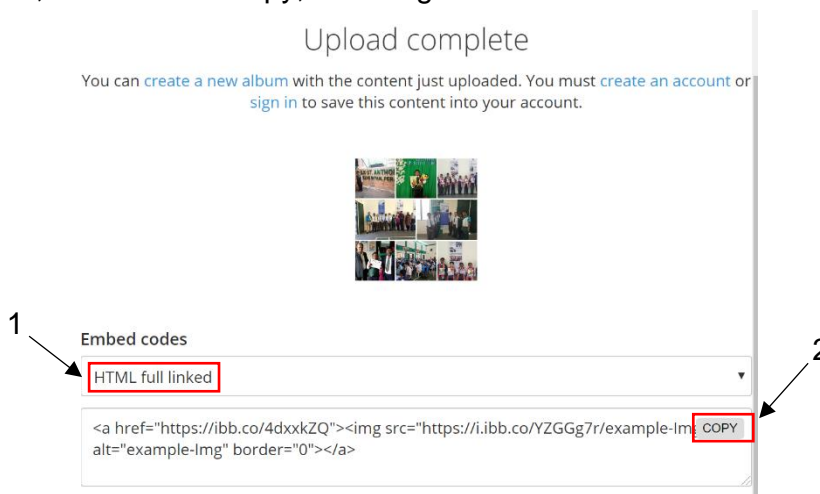 Upload complete
You can create a new album with the content just uploaded. You must create an account or
sign in to save this content into your account.
1
Embed codes
HTML full linked
2
<a href="https://ibb.co/4dxxkZQ"><img src="https://i.ibb.co/YZGGg7r/example-Im COPY
alt="example-Img" border="0"></a>